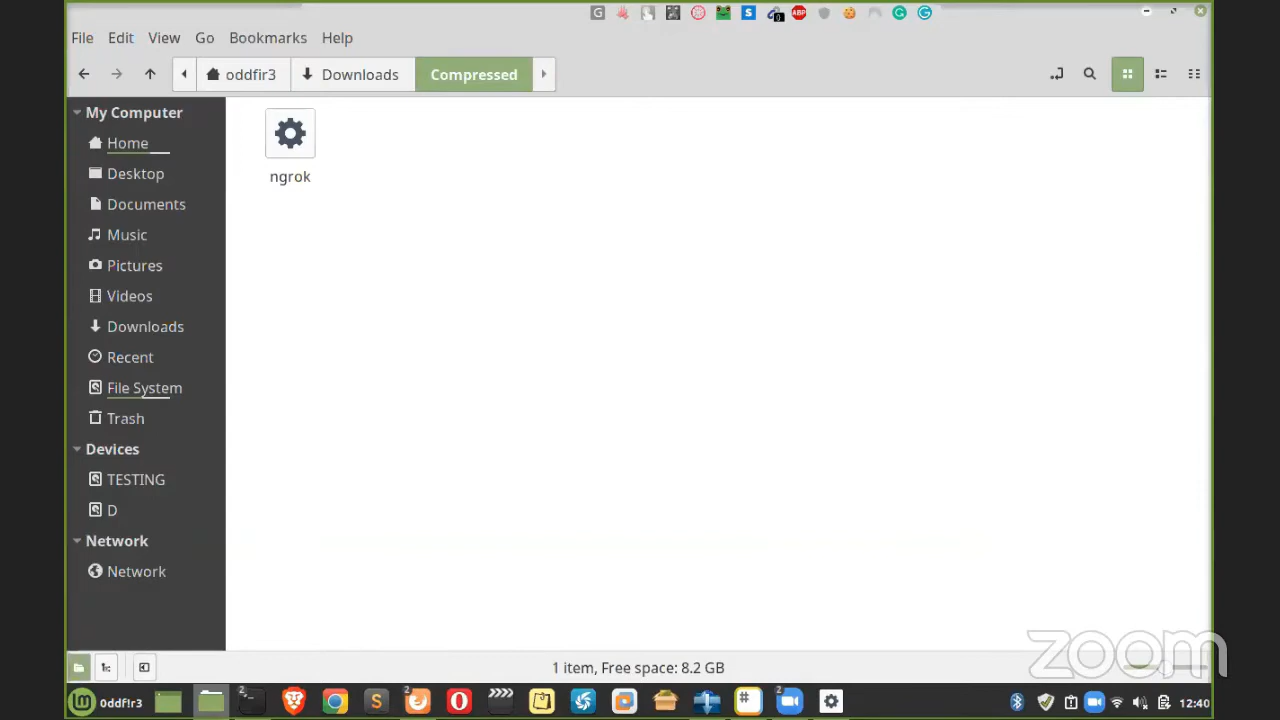 File Edit View Go Bookmarks Help
oddfir3 Downloads Compressed
My Computer
Home
Desktop
Documents
Music
Pictures
Videos
Downloads
Recent
File System
Trash
Devices
TESTING
D
Network
Network
ngrok
1 item, Free space: 8.2 GB
zoom
0ddfir3
12:40